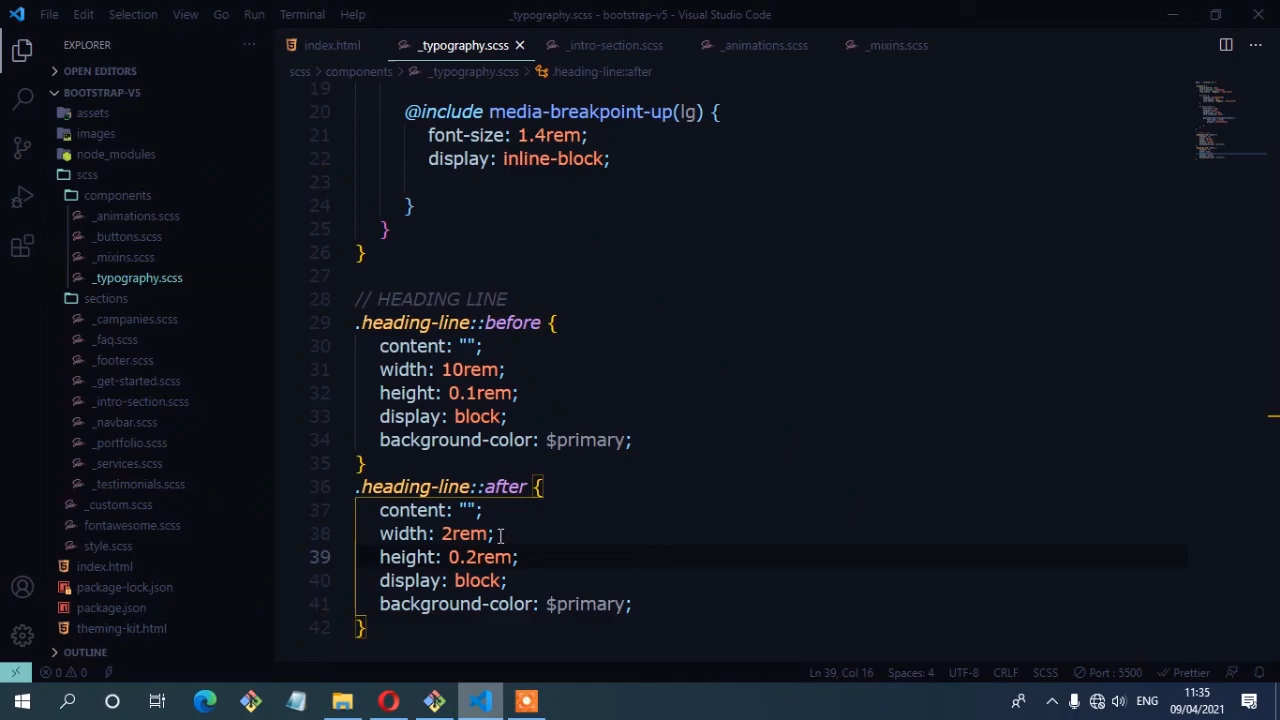 File Edit Selection View Go Run Terminal Help
_typography.scss - bootstrap-v5 - Visual Studio Code
EXPLORER
OPEN EDITORS
BOOTSTRAP-V5
assets
images
node_modules
scss
components
_animations.scss
_buttons.scss
_mixins.scss
_typography.scss
sections
_campanies.scss
_faq.scss
_footer.scss
_get-started.scss
_intro-section.scss
_navbar.scss
_portfolio.scss
_services.scss
_testimonials.scss
_custom.scss
fontawesome.scss
style.scss
index.html
package-lock.json
package.json
theming-kit.html
OUTLINE
index.html _typography.scss _intro-section.scss _animations.scss _mixins.scss
scss > components > _typography.scss > .heading-line::after
19
20 @include media-breakpoint-up(lg) {
21 font-size: 1.4rem;
22 display: inline-block;
23
24 }
25 }
26 }
27
28 // HEADING LINE
29 .heading-line::before {
30 content: "";
31 width: 10rem;
32 height: 0.1rem;
33 display: block;
34 background-color: $primary;
35 }
36 .heading-line::after {
37 content: "";
38 width: 2rem;
39 height: 0.2rem;
40 display: block;
41 background-color: $primary;
42 }
0 0 Ln 39, Col 16 Spaces: 4 UTF-8 CRLF SCSS Port : 5500 Prettier
ENG
11:35
09/04/2021